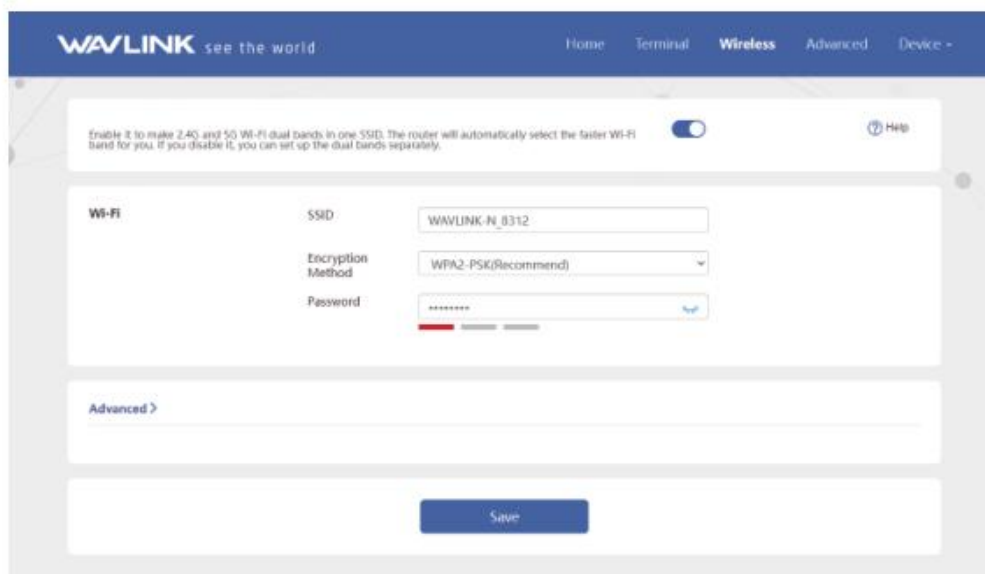 WAVLINK see the world
Home Terminal Wireless Advanced Device
Enable it to make 2.4G and 5G Wi-Fi dual bands in one SSID. The router will automatically select the faster Wi-Fi
band for you. If you disable it, you can set up the dual bands separately.
Help
Wi-Fi
SSID
WAVLINK-N_8312
Encryption
Method
WPA2-PSK(Recommend)
Password
********
Advanced >
Save